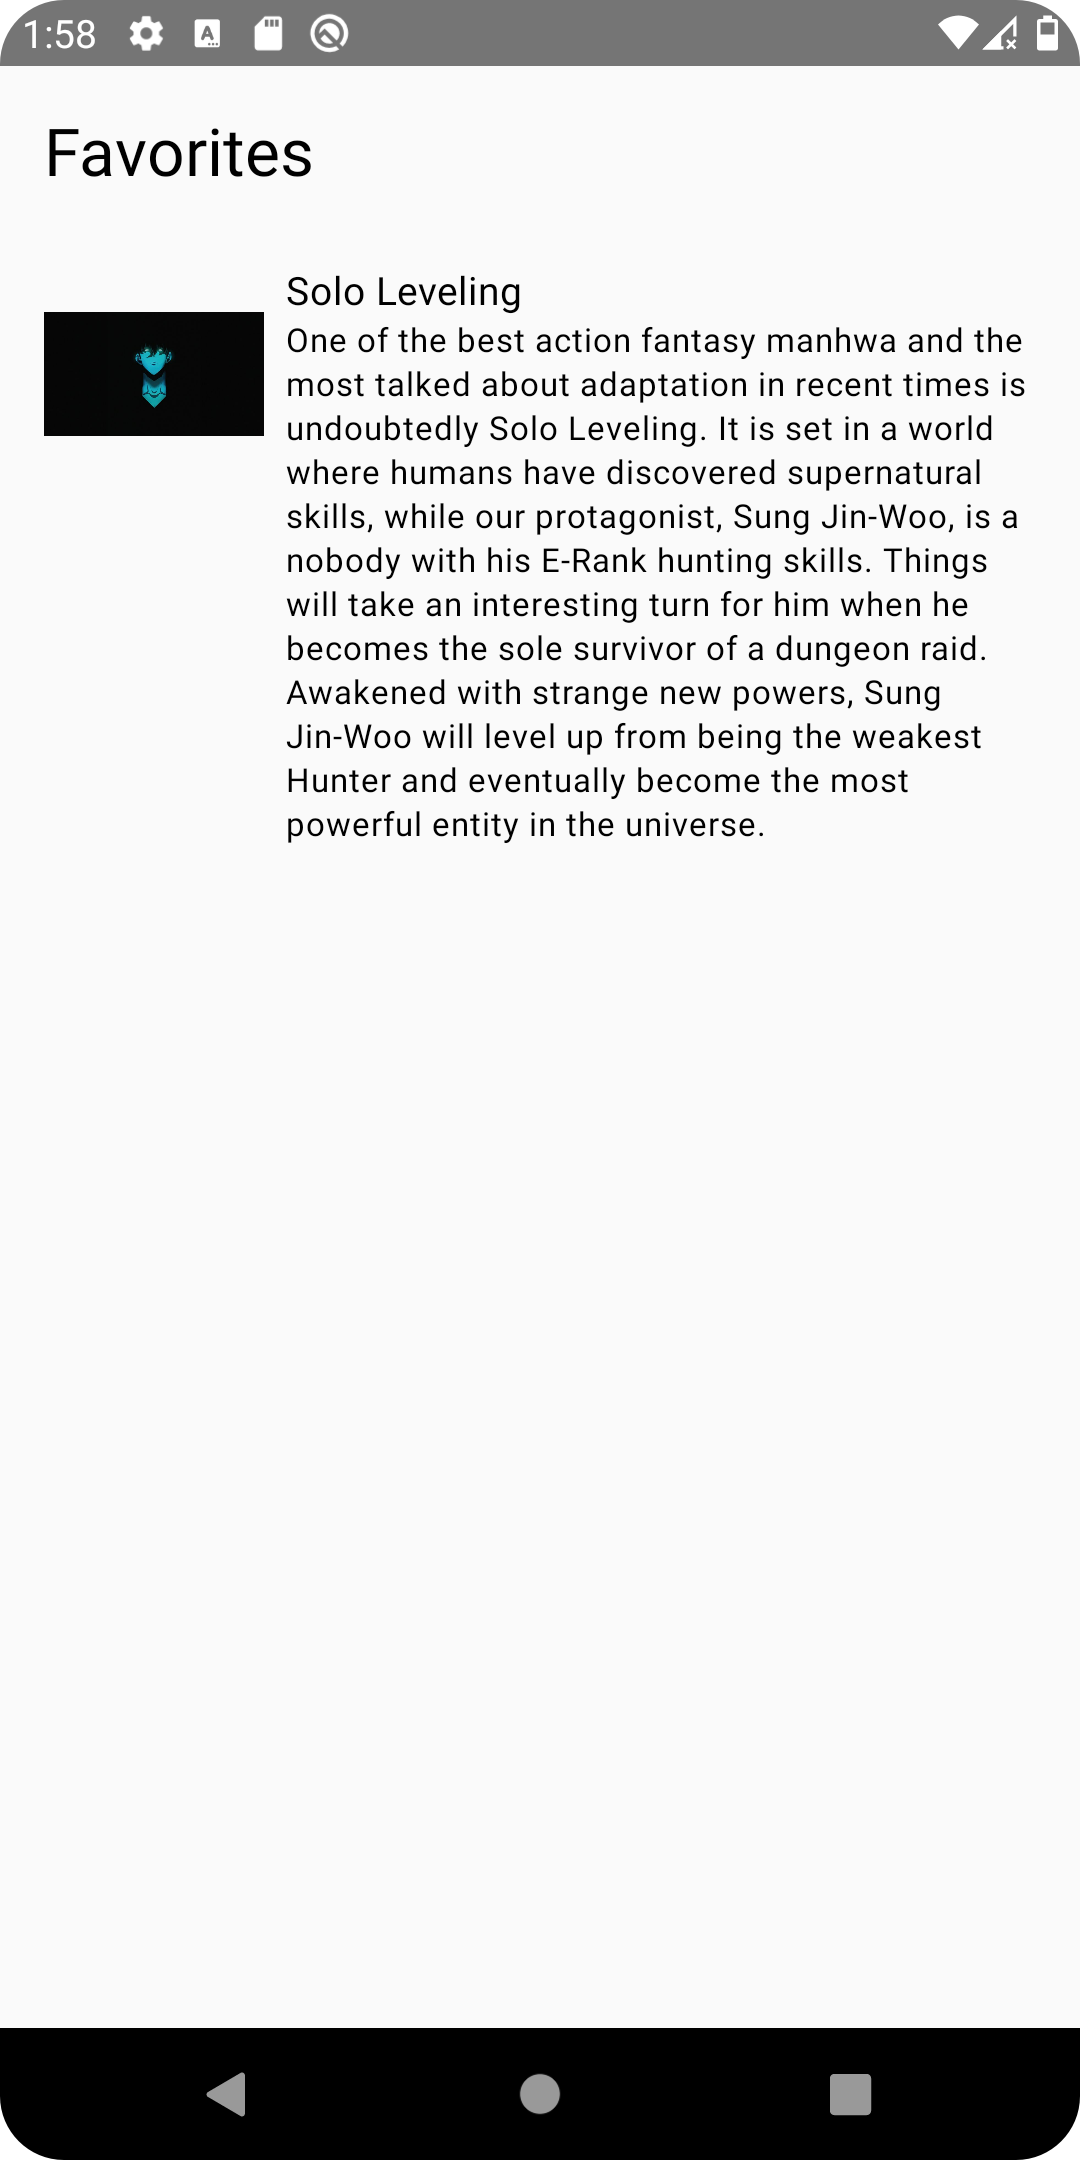 1:58
Favorites
Solo Leveling
One of the best action fantasy manhwa and the
most talked about adaptation in recent times is
undoubtedly Solo Leveling. It is set in a world
where humans have discovered supernatural
skills, while our protagonist, Sung Jin-Woo, is a
nobody with his E-Rank hunting skills. Things
will take an interesting turn for him when he
becomes the sole survivor of a dungeon raid.
Awakened with strange new powers, Sung
Jin-Woo will level up from being the weakest
Hunter and eventually become the most
powerful entity in the universe.